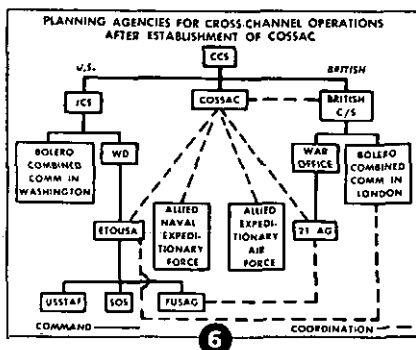 PLANNING AGENCIES FOR CROSS-CHANNEL OPERATIONS
AFTER ESTABLISHMENT OF COSSAC
CCS
U.S.
BRITISH
JCS
COSSAC
BRITISH
C/S
BOLERO
COMBINED
COMM IN
WASHINGTON
WD
WAR
OFFICE
BOLERO
COMBINED
COMM IN
LONDON
ETOUSA
ALLIED
NAVAL
EXPEDI-
TIONARY
FORCE
ALLIED
EXPEDI-
TIONARY
AIR
FORCE
21 AG
USSTAF
SOS
FUSAG
COMMAND
COORDINATION
6